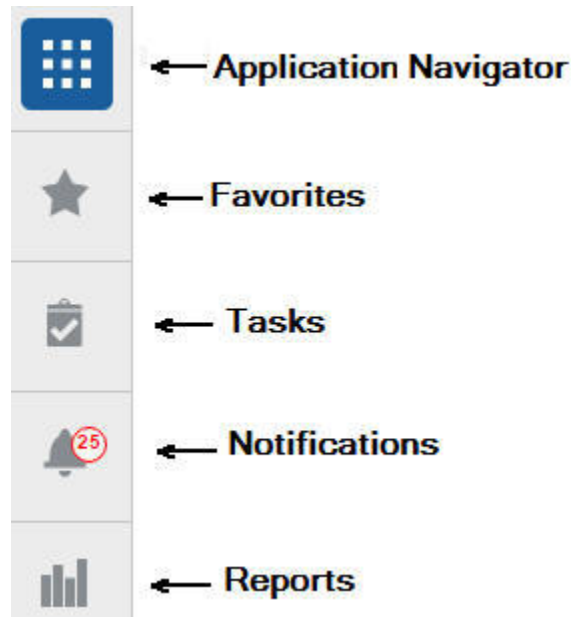 Application Navigator
Favorites
Tasks
25
Notifications
Reports